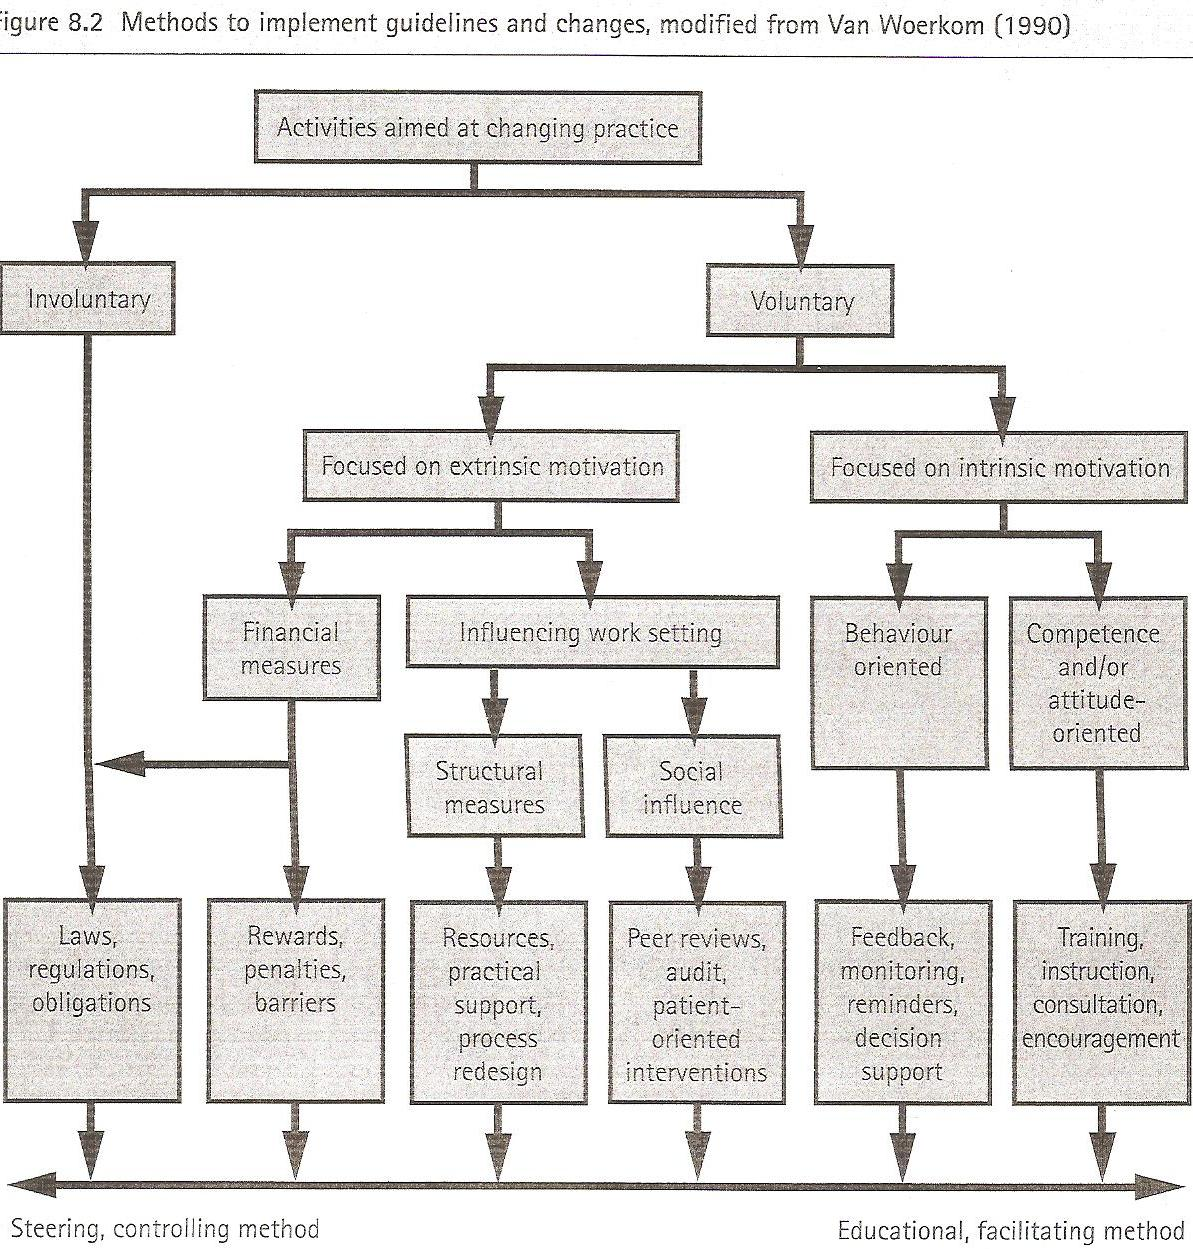 Figure 8.2 Methods to implement guidelines and changes, modified from Van Woerkom (1990)
Activities aimed at changing practice
Involuntary
Voluntary
Focused on extrinsic motivation
Focused on intrinsic motivation
Financial
measures
Influencing work setting
Behaviour
oriented
Competence
and/or
attitude-
oriented
Structural
measures
Social
influence
Laws,
regulations,
obligations
Rewards,
penalties,
barriers
Resources,
practical
support,
process
redesign
Peer reviews,
audit,
patient-
oriented
interventions
Feedback,
monitoring,
reminders,
decision
support
Training,
instruction,
consultation,
encouragement
Steering, controlling method
Educational, facilitating method